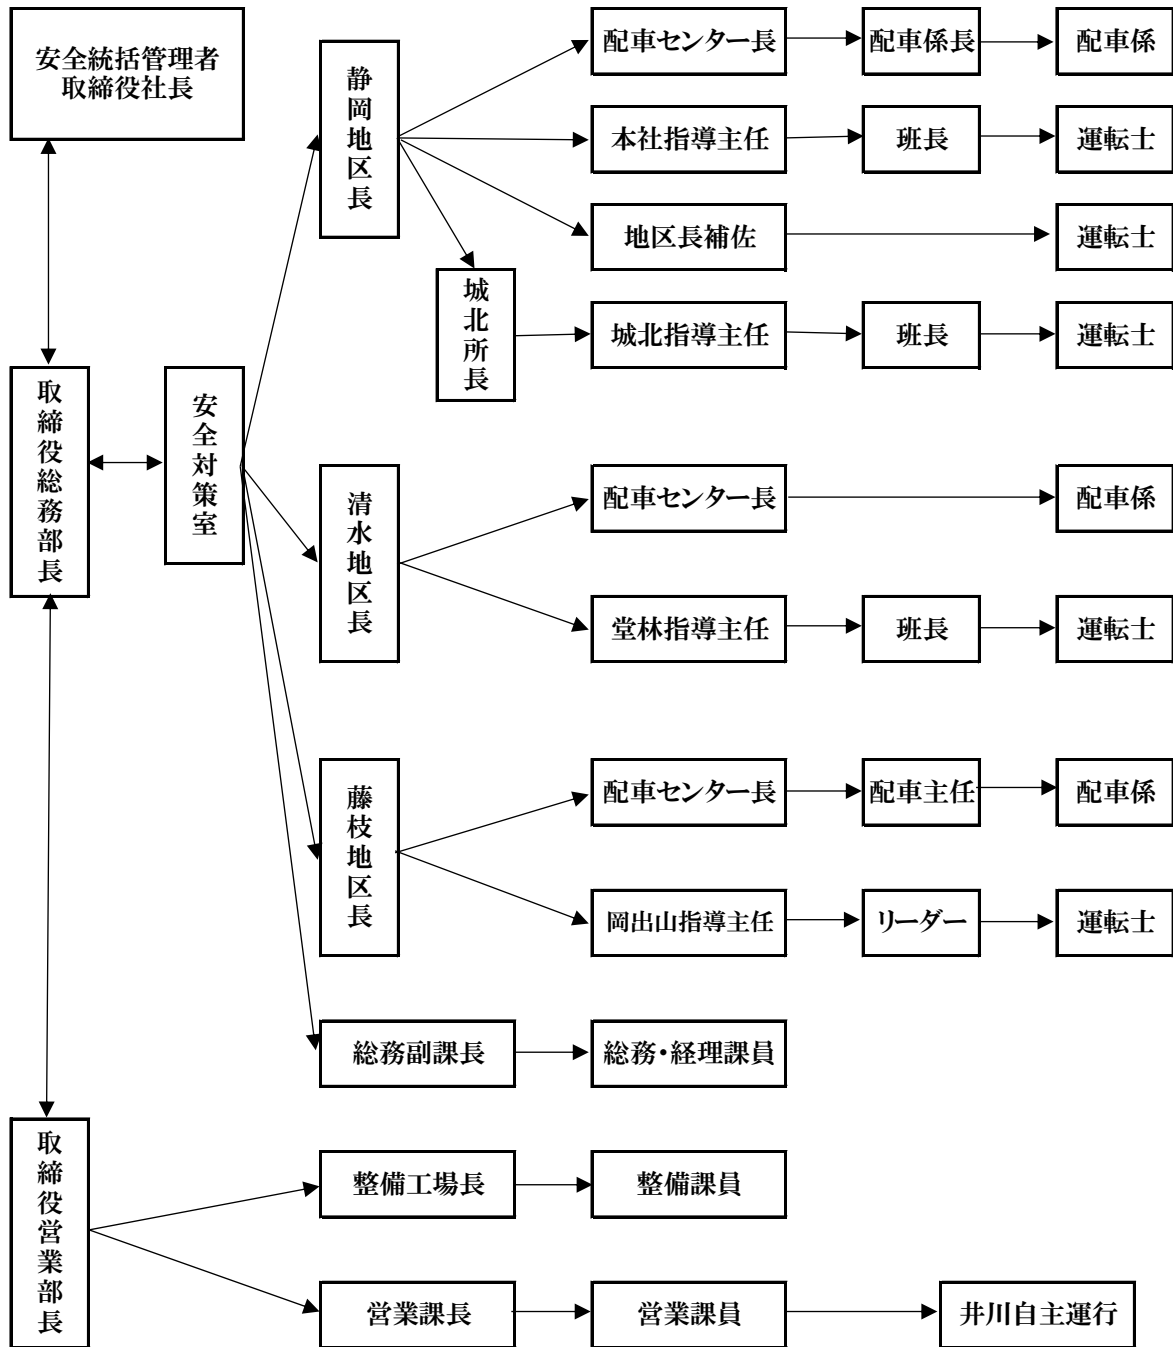 安全統括管理者
取締役社長
静岡地区長
配車センター長
配車係長
配車係
本社指導主任
班長
運転士
地区長補佐
運転士
城北所長
城北指導主任
班長
運転士
取締役総務部長
安全対策室
清水地区長
配車センター長
配車係
堂林指導主任
班長
運転士
藤枝地区長
配車センター長
配車主任
配車係
岡出山指導主任
リーダー
運転士
総務副課長
総務・経理課員
取締役営業部長
整備工場長
整備課員
営業課長
営業課員
井川自主運行